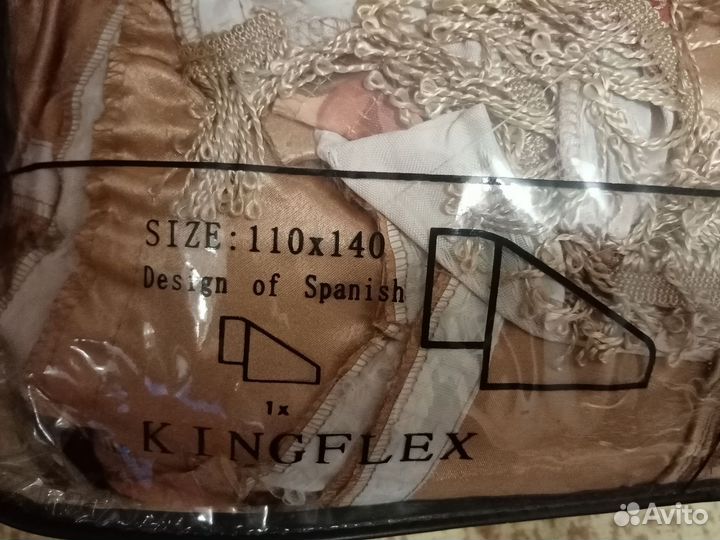 SIZE:110x140
Design of Spanish
1x
KINGFLEX
Avito